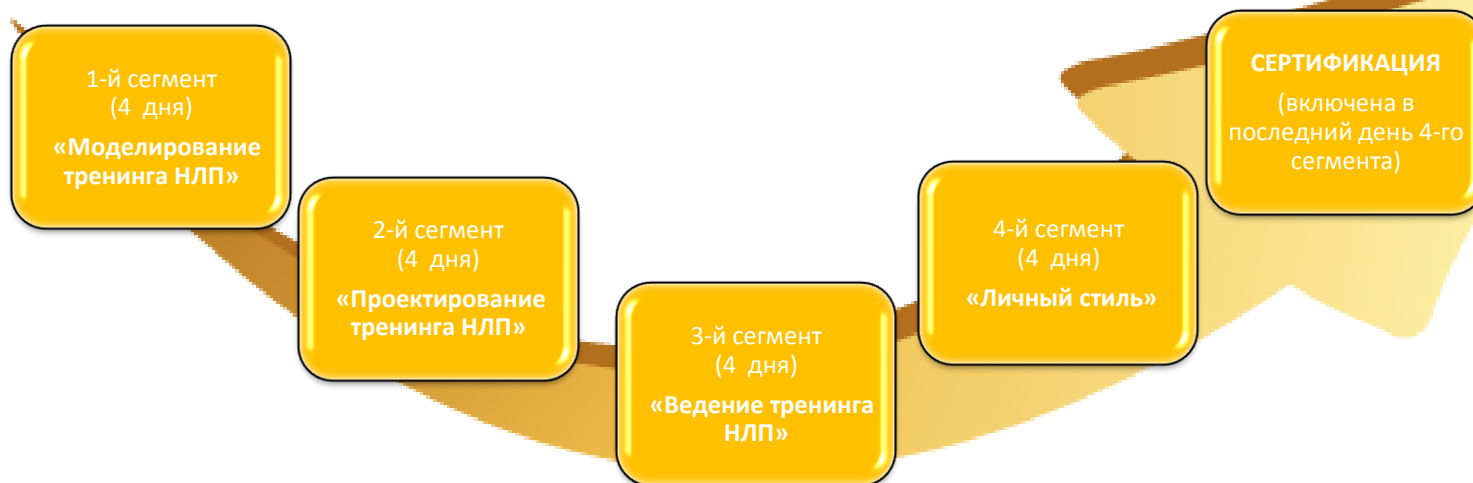 1-й сегмент
(4 дня)
«Моделирование
тренинга НЛП»
2-й сегмент
(4 дня)
«Проектирование
тренинга НЛП»
3-й сегмент
(4 дня)
«Ведение тренинга
НЛП»
4-й сегмент
(4 дня)
«Личный стиль»
СЕРТИФИКАЦИЯ
(включена в
последний день 4-го
сегмента)